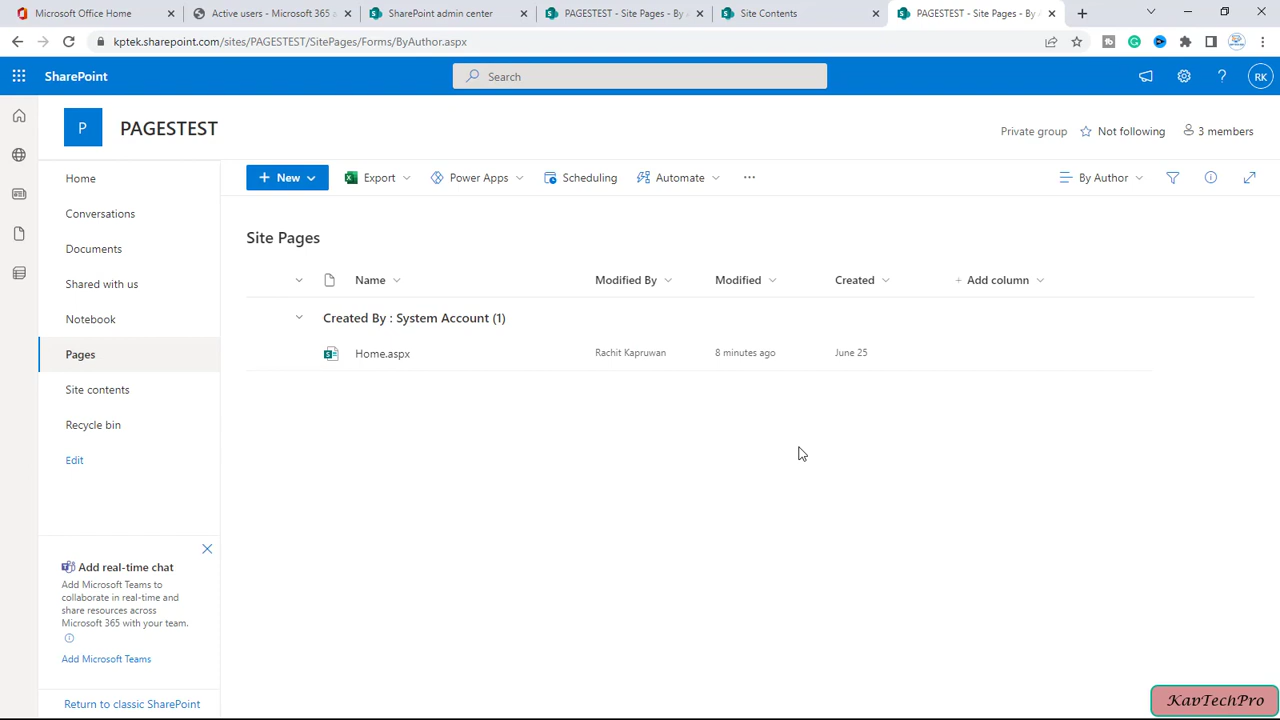 Microsoft Office Home
Active users - Microsoft 365
SharePoint admin center
PAGESTEST - Site Pages - By A
Site Contents
PAGESTEST - Site Pages - By
kptek.sharepoint.com/sites/PAGESTEST/SitePages/Forms/ByAuthor.aspx
SharePoint
Search
RK
P
PAGESTEST
Private group
Not following
3 members
Home
Conversations
Documents
Shared with us
Notebook
Pages
Site contents
Recycle bin
Edit
New
Export
Power Apps
Scheduling
Automate
By Author
Site Pages
Name
Modified By
Modified
Created
+ Add column
Created By : System Account (1)
Home.aspx
Rachit Kapruwan
8 minutes ago
June 25
Add real-time chat
Add Microsoft Teams to
collaborate in real-time and
share resources across
Microsoft 365 with your team.
Add Microsoft Teams
Return to classic SharePoint
KavTechPro